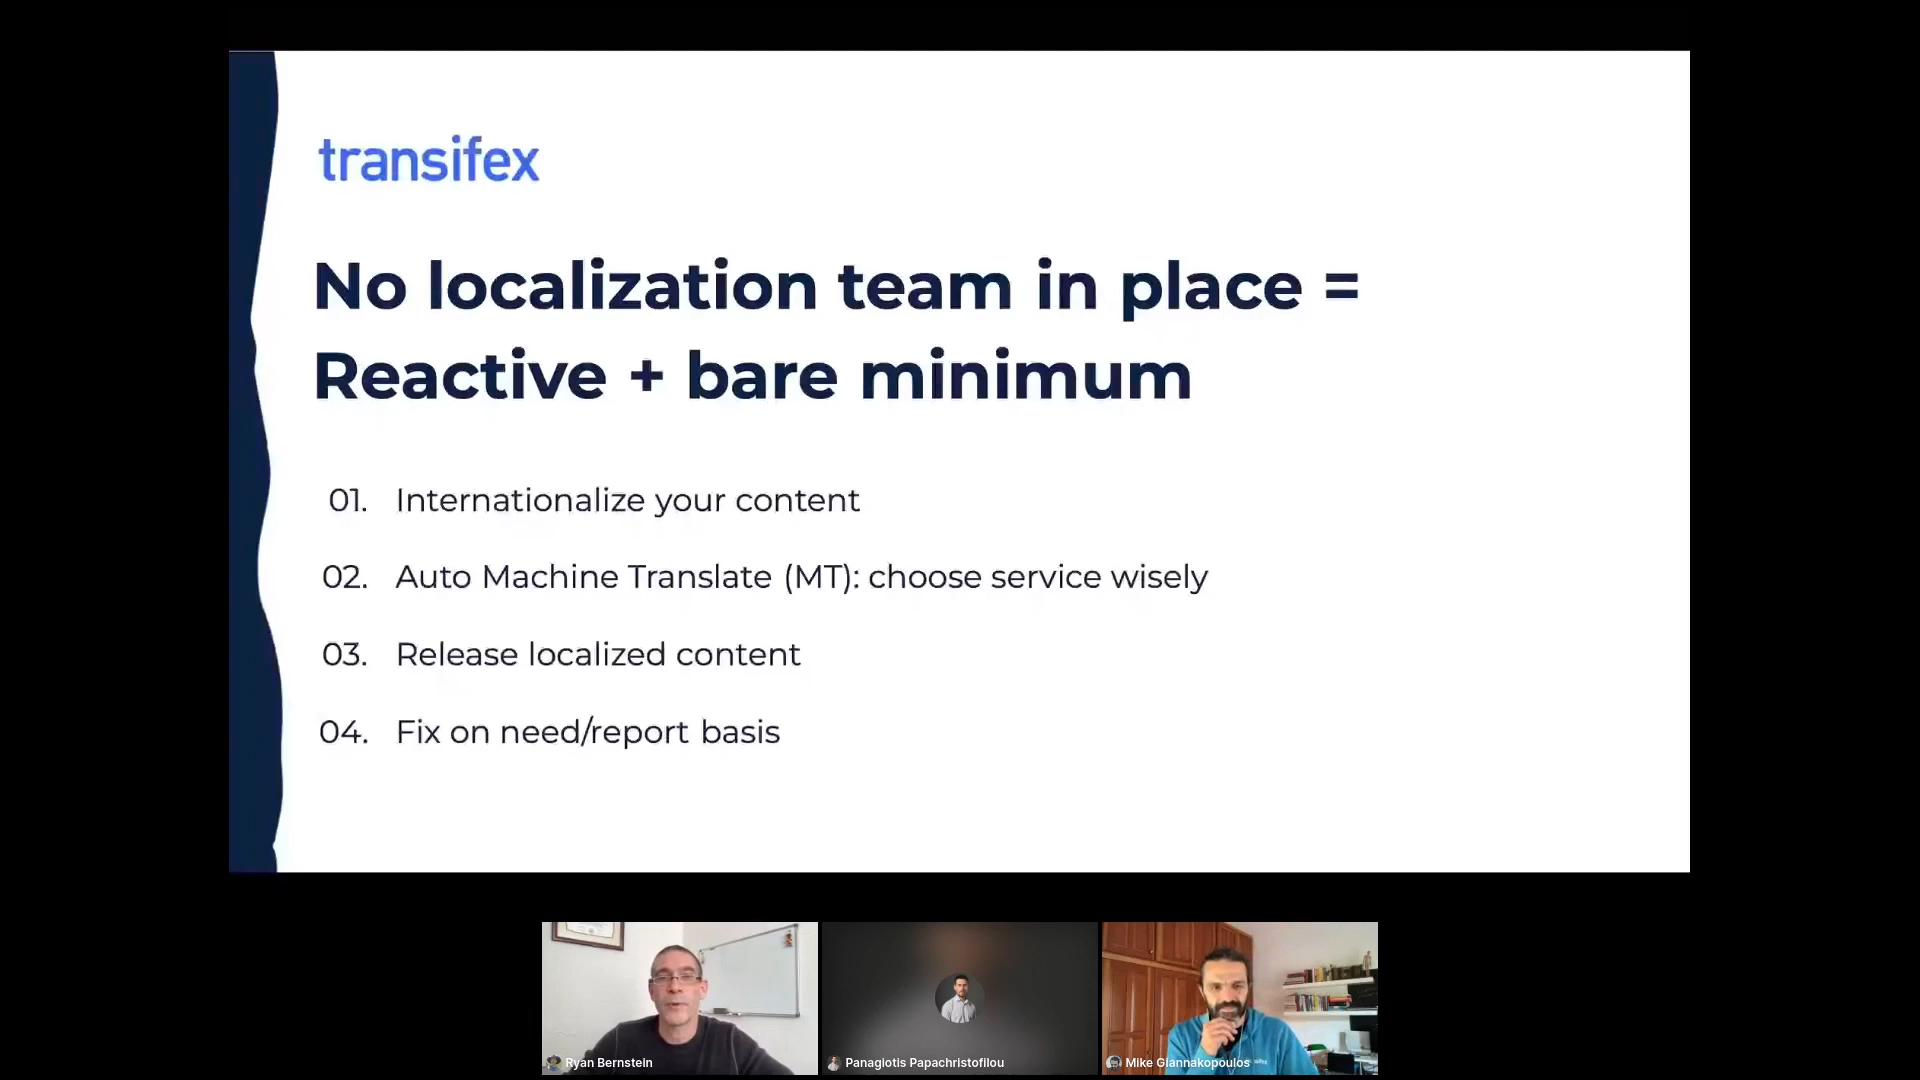 transifex
No localization team in place =
Reactive + bare minimum
01. Internationalize your content
02. Auto Machine Translate (MT): choose service wisely
03. Release localized content
04. Fix on need/report basis
Ryan Bernstein
Panagiotis Papachristofilou
Mike Giannakopoulos